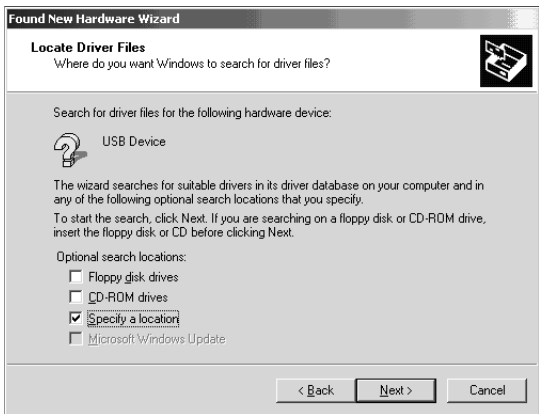 Found New Hardware Wizard
Locate Driver Files
Where do you want Windows to search for driver files?
Search for driver files for the following hardware device:
USB Device
The wizard searches for suitable drivers in its driver database on your computer and in
any of the following optional search locations that you specify.
To start the search, click Next. If you are searching on a floppy disk or CD-ROM drive,
insert the floppy disk or CD before clicking Next.
Optional search locations:
Floppy disk drives
CD-ROM drives
Specify a location
Microsoft Windows Update
< Back Next > Cancel